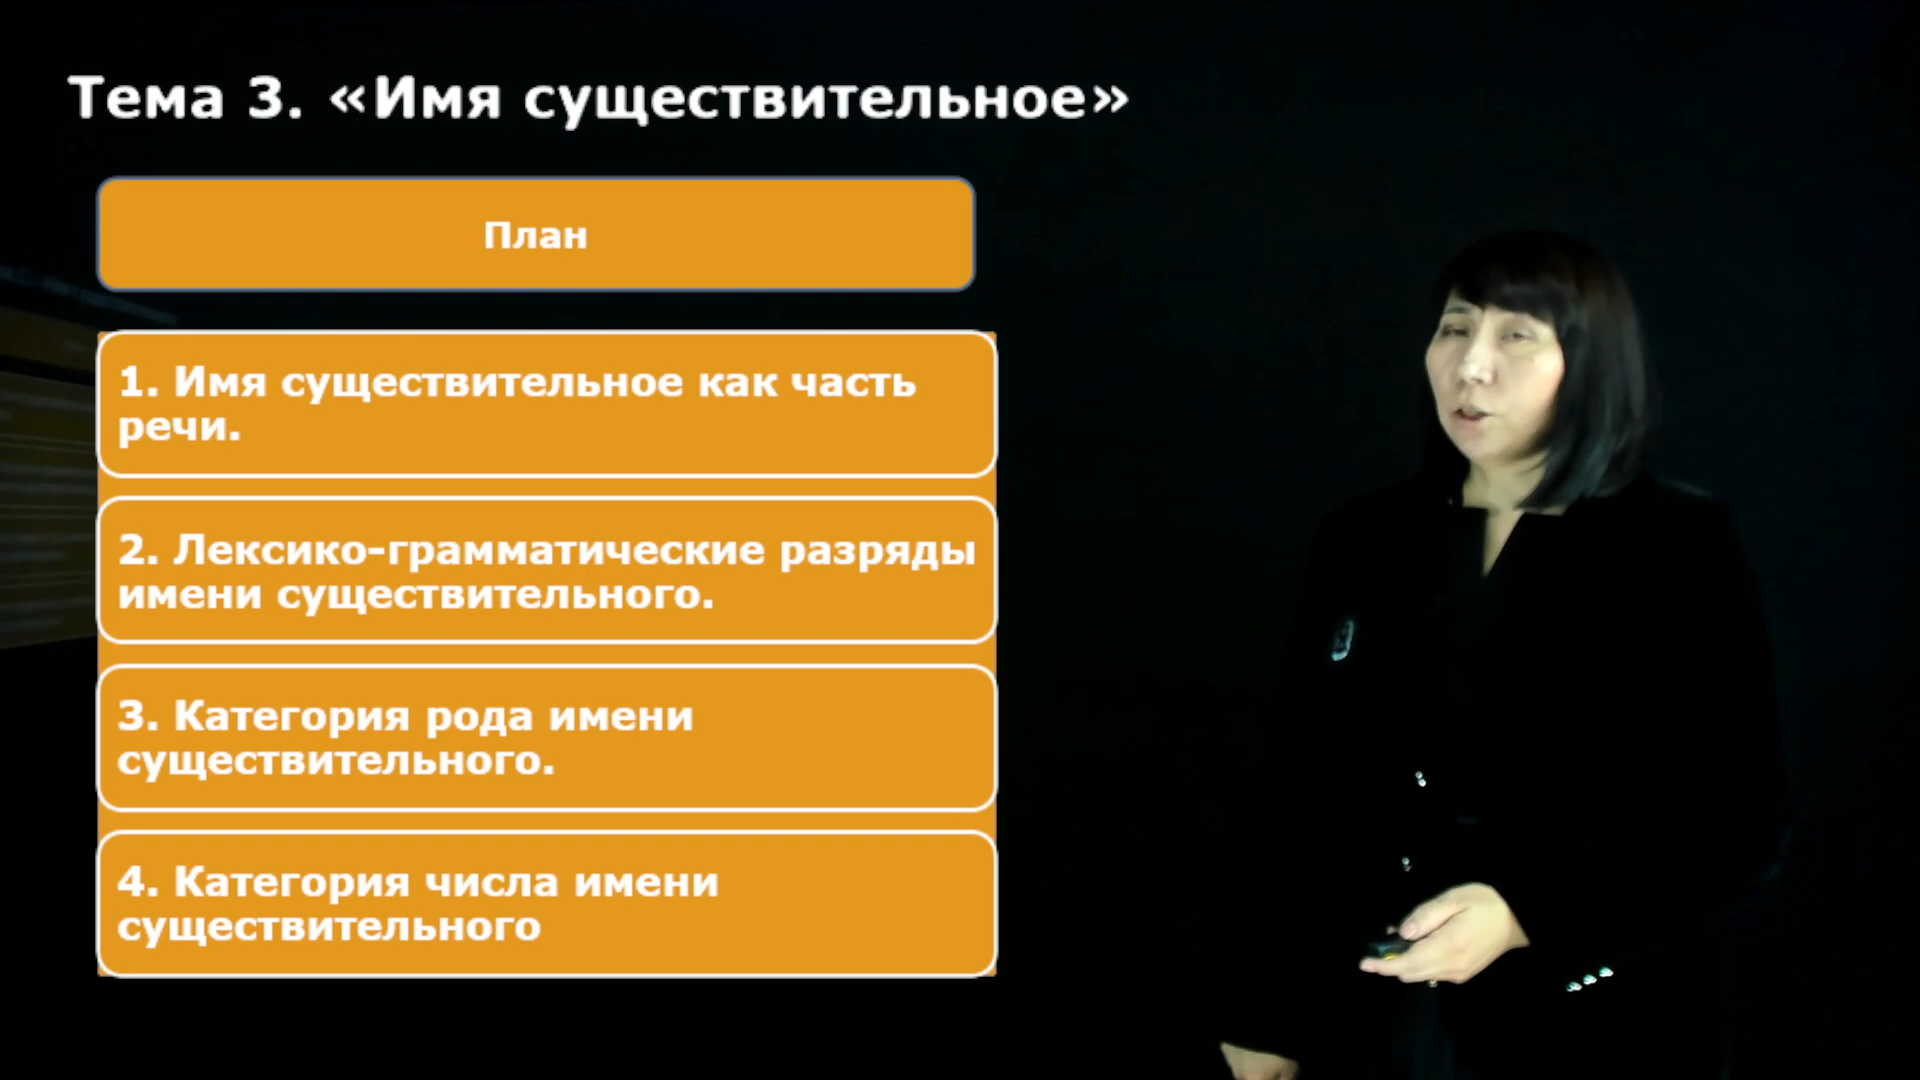 Тема 3. «Имя существительное»
План
1. Имя существительное как часть
речи.
2. Лексико-грамматические разряды
имени существительного.
3. Категория рода имени
существительного.
4. Категория числа имени
существительного